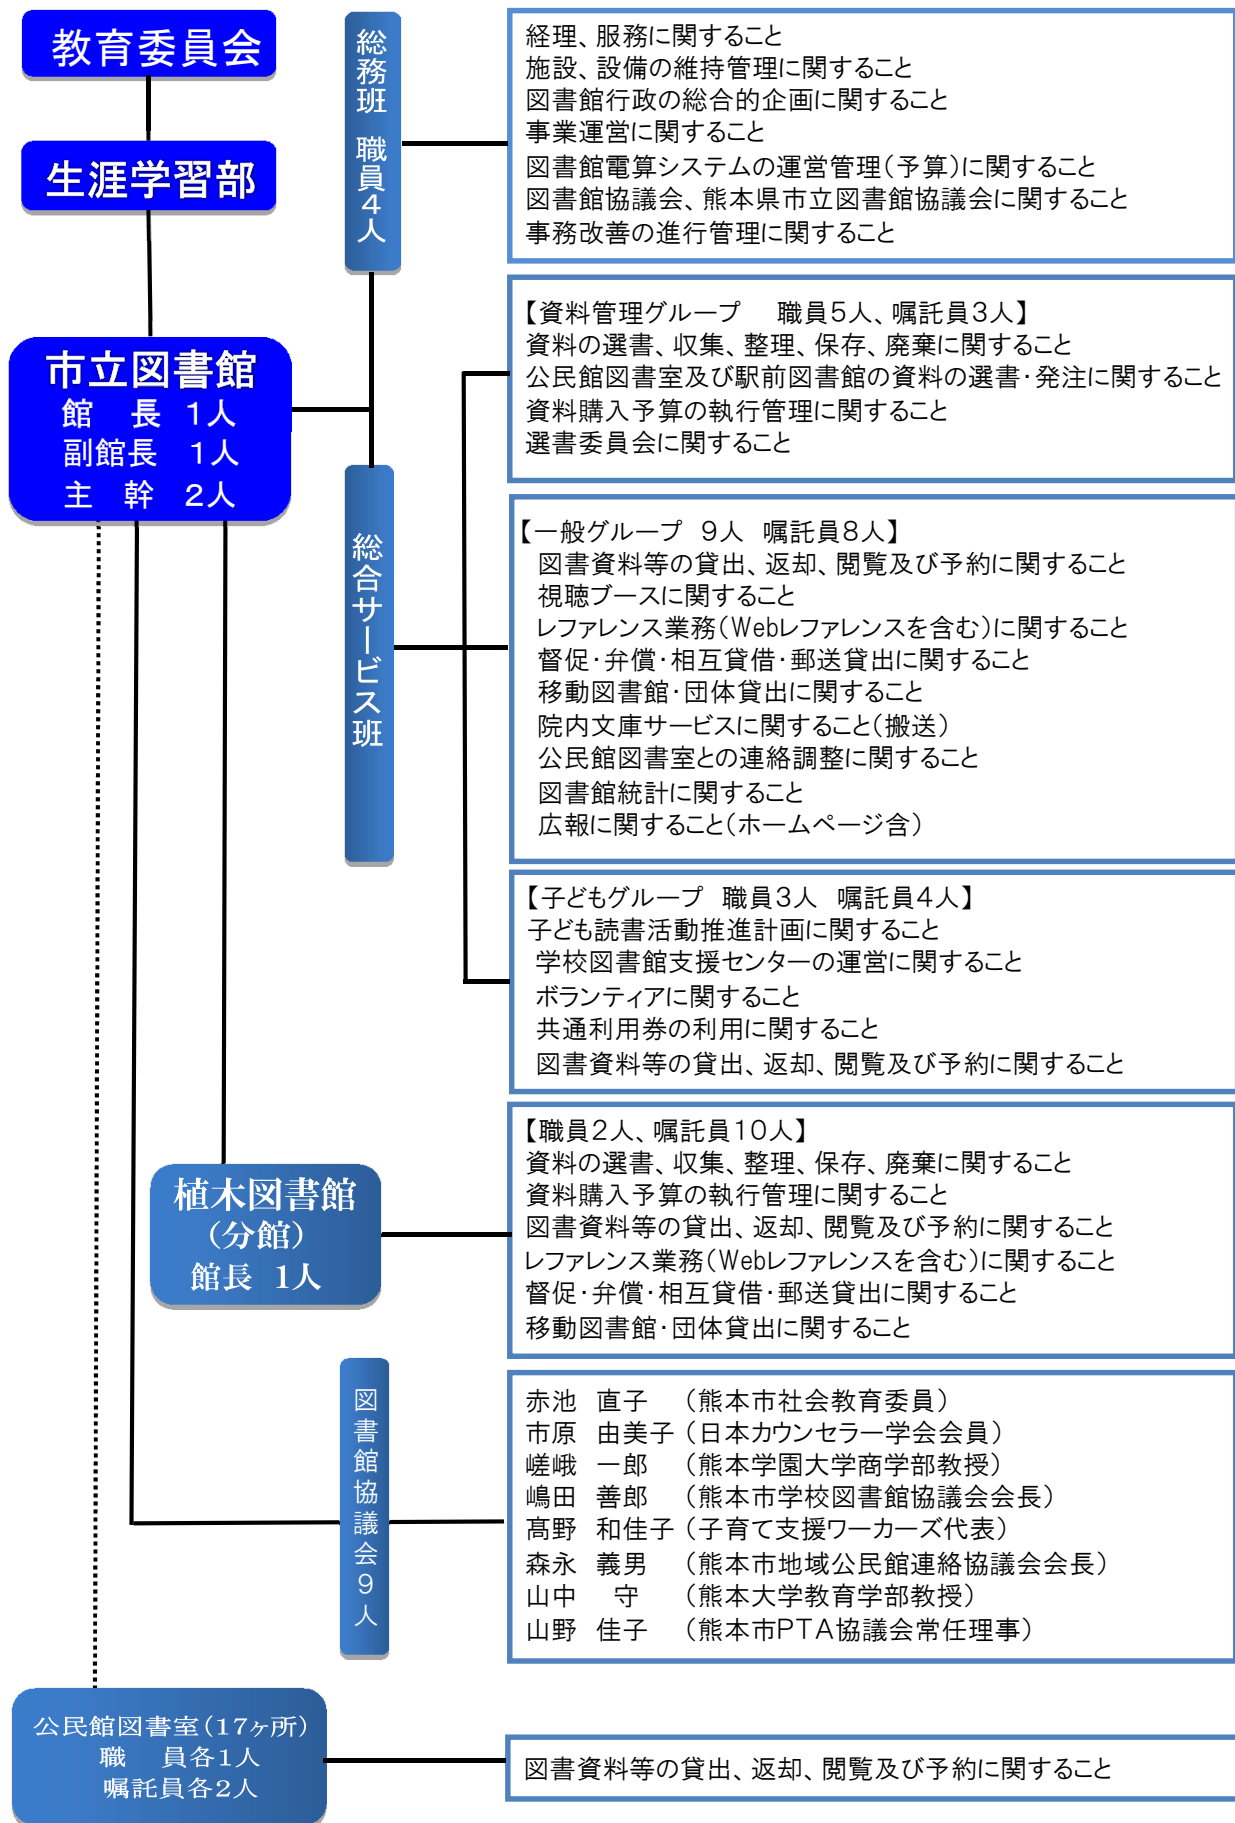 教育委員会
生涯学習部
市立図書館
館　長　1人
副館長　1人
主　幹　2人
総務班　職員4人
経理、服務に関すること
施設、設備の維持管理に関すること
図書館行政の総合的企画に関すること
事業運営に関すること
図書館電算システムの運営管理(予算)に関すること
図書館協議会、熊本県市立図書館協議会に関すること
事務改善の進行管理に関すること
総合サービス班
【資料管理グループ　職員5人、嘱託員3人】
資料の選書、収集、整理、保存、廃棄に関すること
公民館図書室及び駅前図書館の資料の選書・発注に関すること
資料購入予算の執行管理に関すること
選書委員会に関すること
【一般グループ　9人　嘱託員8人】
図書資料等の貸出、返却、閲覧及び予約に関すること
視聴ブースに関すること
レファレンス業務(Webレファレンスを含む)に関すること
督促・弁償・相互貸借・郵送貸出に関すること
移動図書館・団体貸出に関すること
院内文庫サービスに関すること(搬送)
公民館図書室との連絡調整に関すること
図書館統計に関すること
広報に関すること(ホームページ含)
【子どもグループ　職員3人　嘱託員4人】
子ども読書活動推進計画に関すること
学校図書館支援センターの運営に関すること
ボランティアに関すること
共通利用券の利用に関すること
図書資料等の貸出、返却、閲覧及び予約に関すること
植木図書館
(分館)
館長　1人
【職員2人、嘱託員10人】
資料の選書、収集、整理、保存、廃棄に関すること
資料購入予算の執行管理に関すること
図書資料等の貸出、返却、閲覧及び予約に関すること
レファレンス業務(Webレファレンスを含む)に関すること
督促・弁償・相互貸借・郵送貸出に関すること
移動図書館・団体貸出に関すること
図書館協議会9人
赤池　直子　(熊本市社会教育委員)
市原　由美子(日本カウンセラー学会会員)
嵯峨　一郎　(熊本学園大学商学部教授)
嶋田　善郎　(熊本市学校図書館協議会会長)
髙野　和佳子(子育て支援ワーカーズ代表)
森永　義男　(熊本市地域公民館連絡協議会会長)
山中　守　(熊本大学教育学部教授)
山野　佳子　(熊本市PTA協議会常任理事)
公民館図書室(17ヶ所)
職　員各1人
嘱託員各2人
図書資料等の貸出、返却、閲覧及び予約に関すること